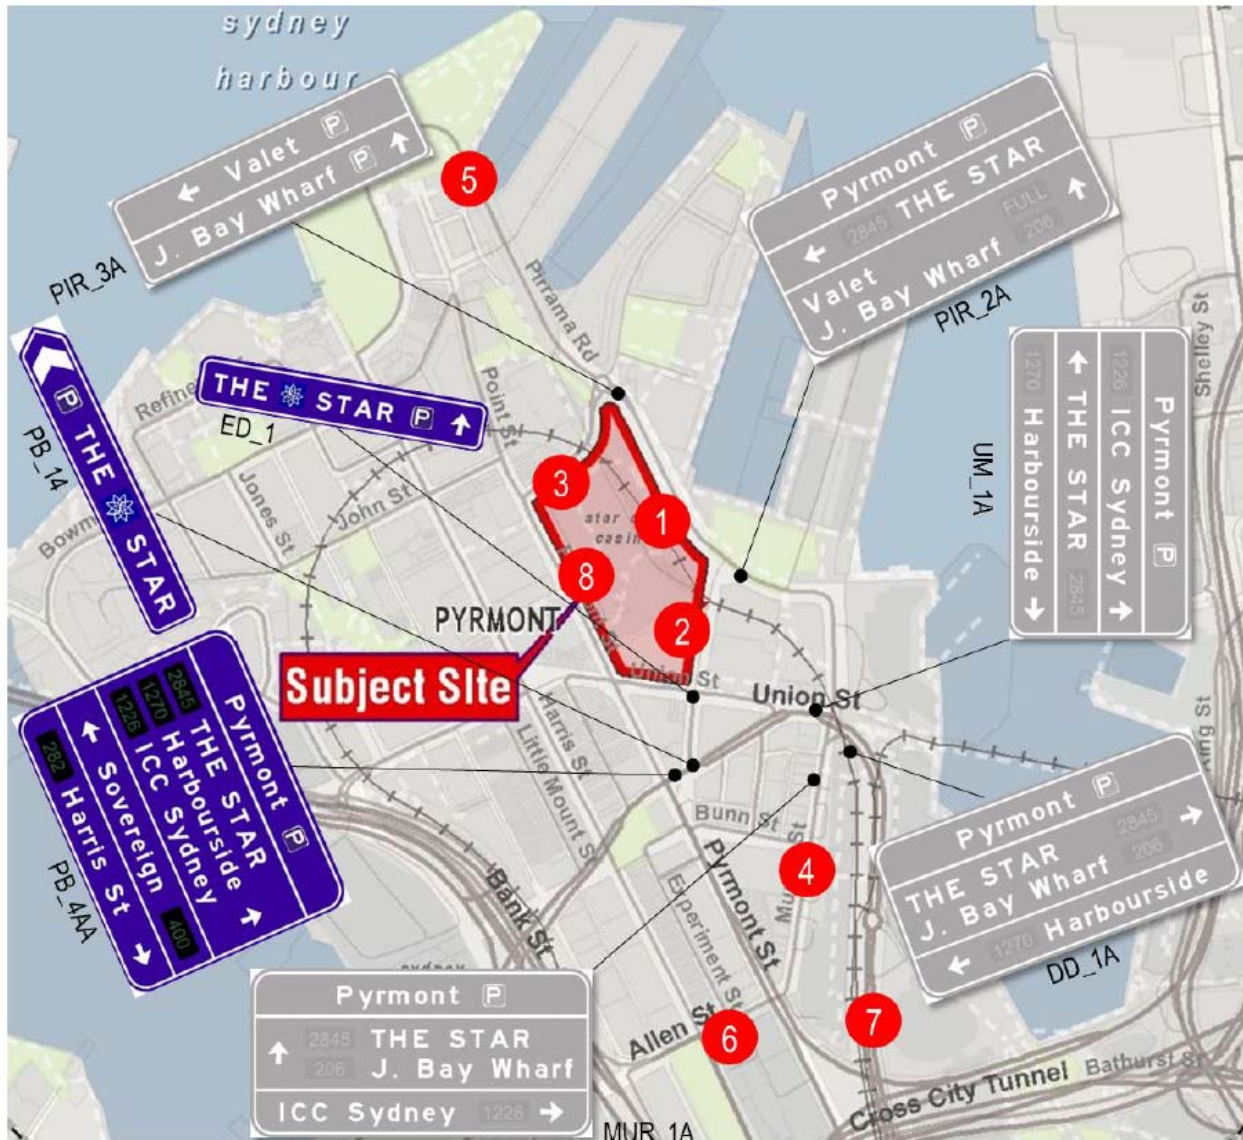 sydney
harbour
← Valet P
J. Bay Wharf P ↑
PIR_3A
5
Pyrmont P
← 2845 THE STAR
Valet FULL ↑
J. Bay Wharf 206
PIR_2A
Pirrama Rd
Point St
Jones St
John St
THE STAR P ↑
ED_1
P THE STAR
PB_14
Pyrmont P
1226 ICC Sydney ↑
← THE STAR 2845
1270 Harbourside →
UM_1A
Shelley St
3
1
8
2
PYRMONT
Subject SIte
Union St
Union St
Harris St
Little Mount St
Bunn St
Pyrmont St
Bank St
Experiment St
4
Pyrmont P
2845 THE STAR
1270 Harbourside
1226 ICC Sydney ↑
← Sovereign 400
282 Harris St →
PB_4AA
Pyrmont P
THE STAR 2845 →
J. Bay Wharf 206
← 1270 Harbourside
DD_1A
Pyrmont P
↑ 2845 THE STAR
206 J. Bay Wharf
ICC Sydney 1226 →
MUR_1A
Allen St
6
7
Cross City Tunnel
Bathurst St